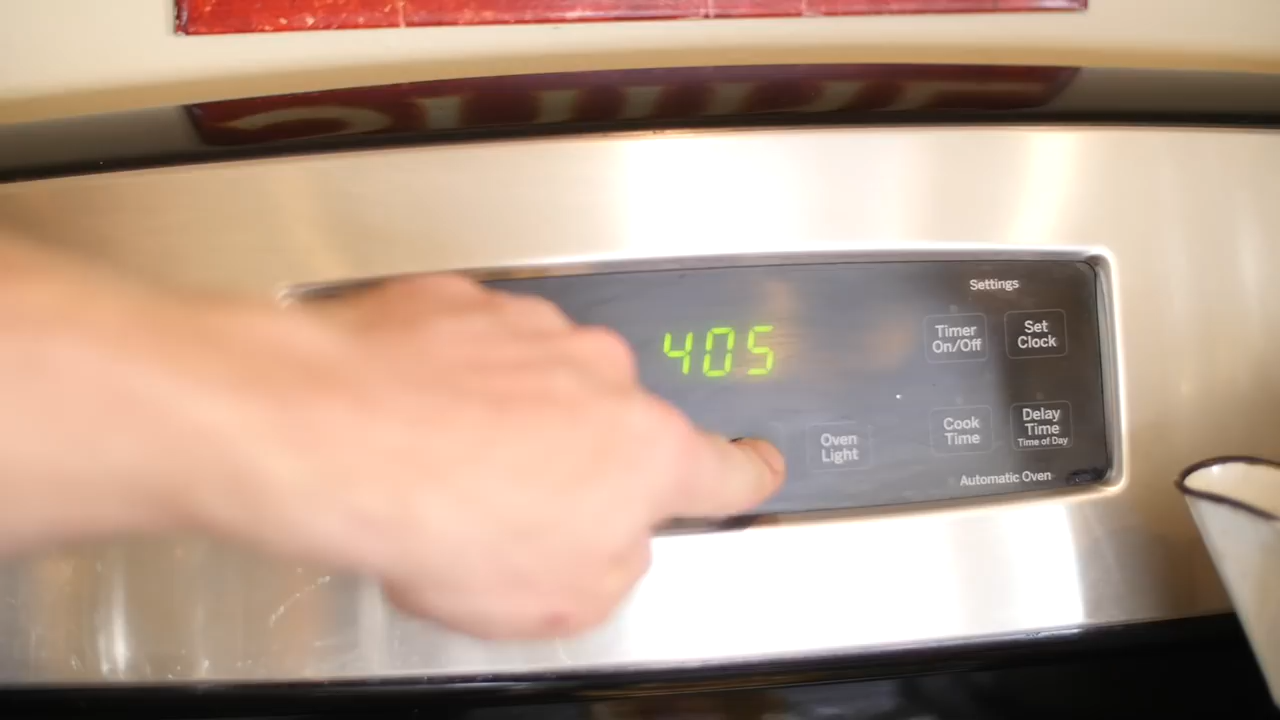 405
Settings
Timer
On/Off
Set
Clock
Oven
Light
Cook
Time
Delay
Time
Time of Day
Automatic Oven